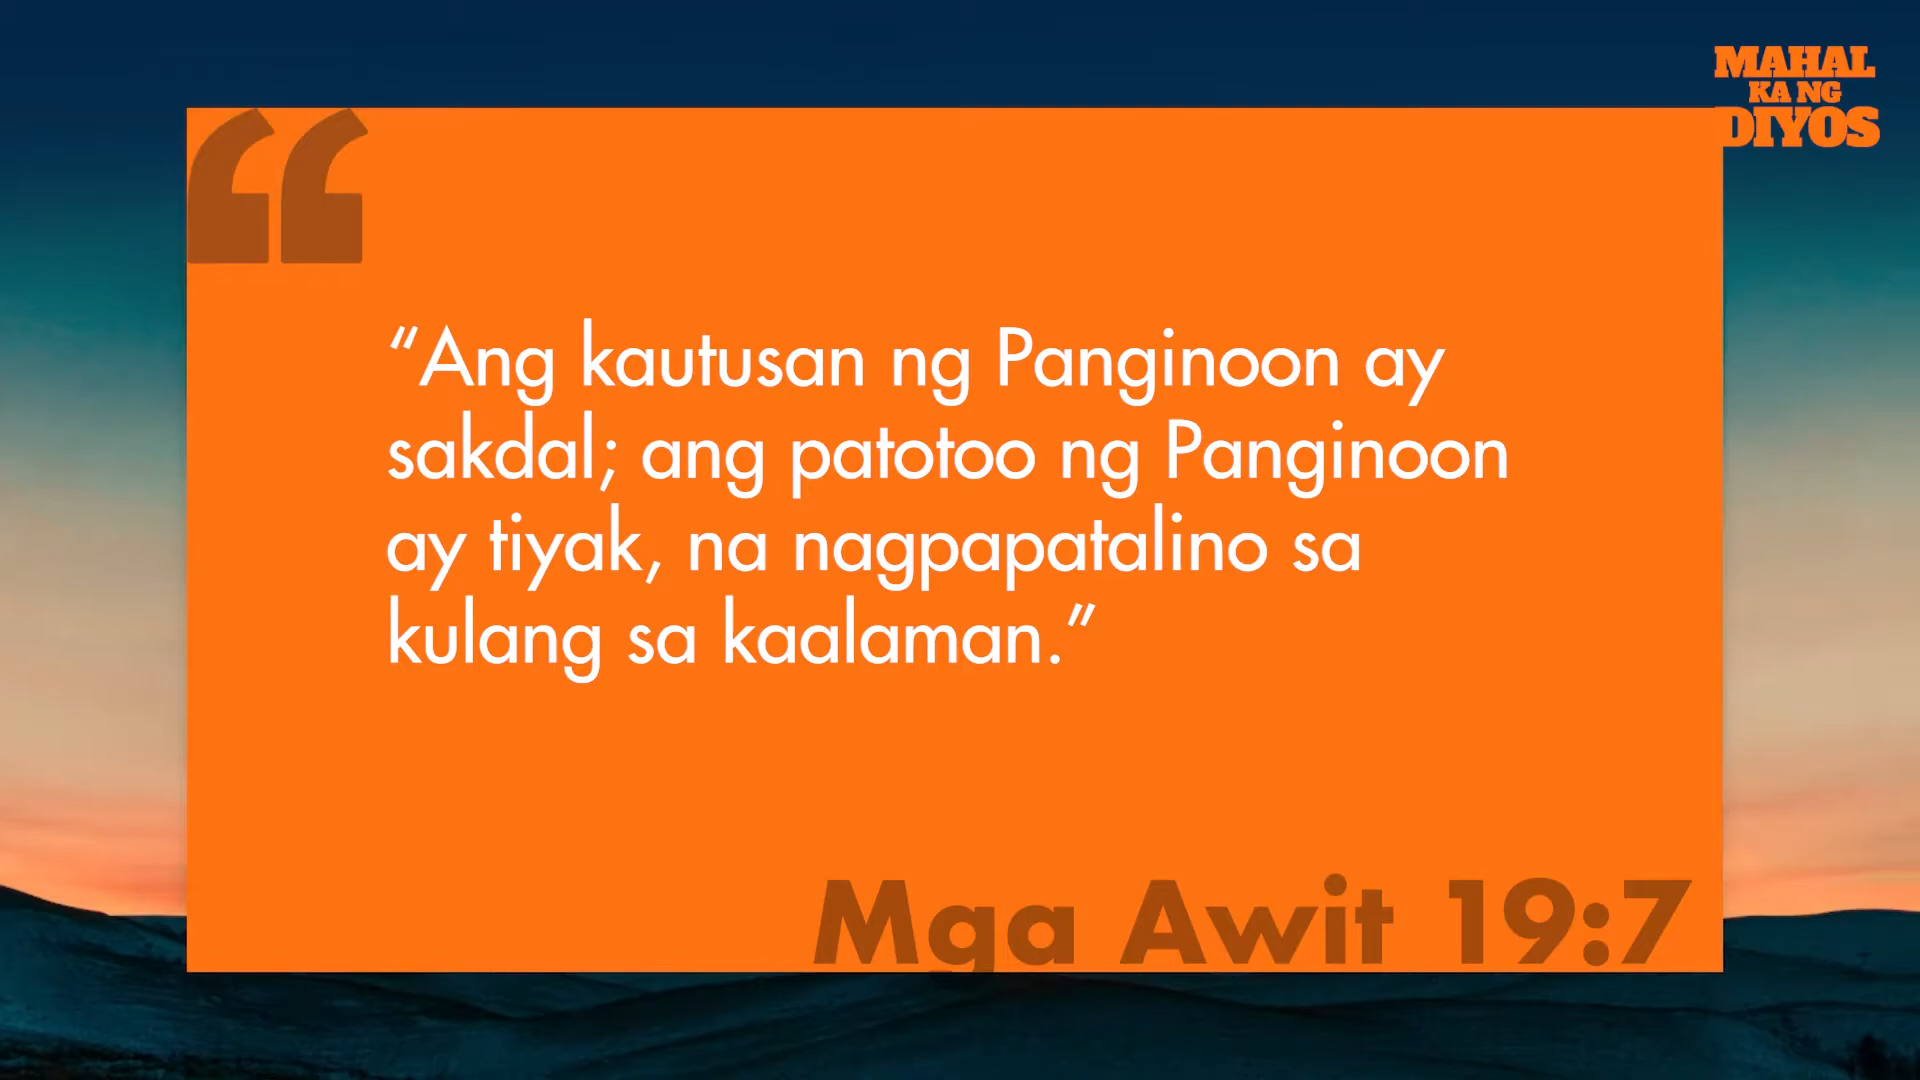 MAHAL
KA NG
DIYOS
“Ang kautusan ng Panginoon ay
sakdal; ang patotoo ng Panginoon
ay tiyak, na nagpapatalino sa
kulang sa kaalaman.”
Mga Awit 19:7